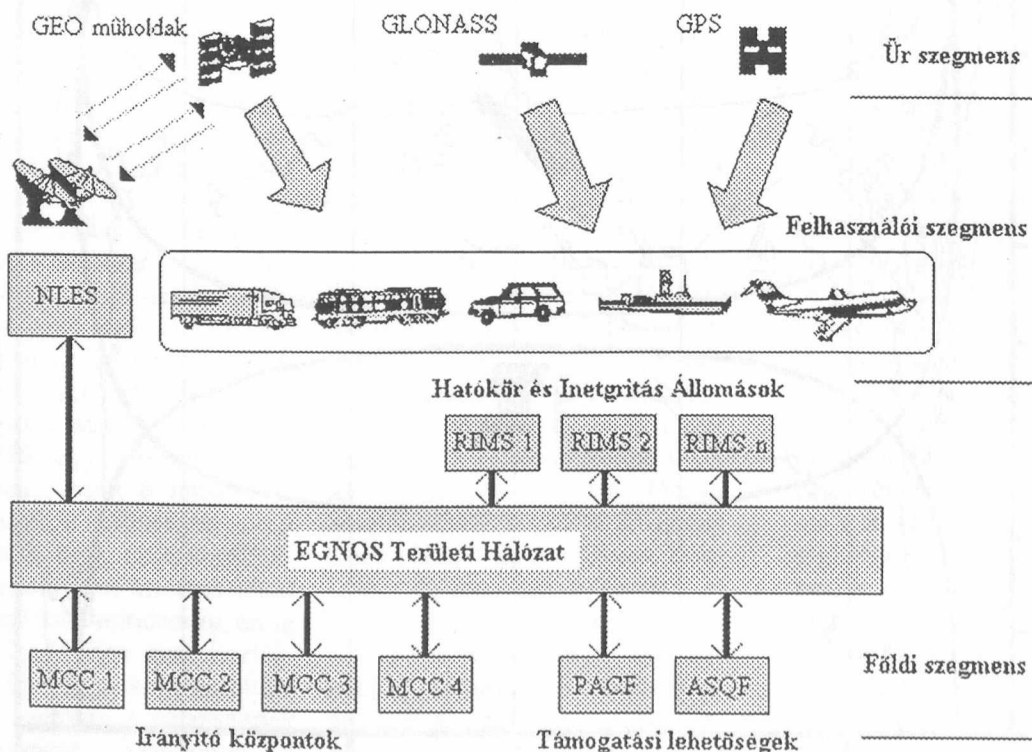 GEO műholdak
GLONASS
GPS
Űr szegmens
Felhasználói szegmens
NLES
Hatókör és Inetgritás Állomások
RIMS 1
RIMS 2
RIMS..n
EGNOS Területi Hálózat
MCC 1
MCC 2
MCC 3
MCC 4
PACF
ASQF
Földi szegmens
Irányító központok
Támogatási lehetőségek